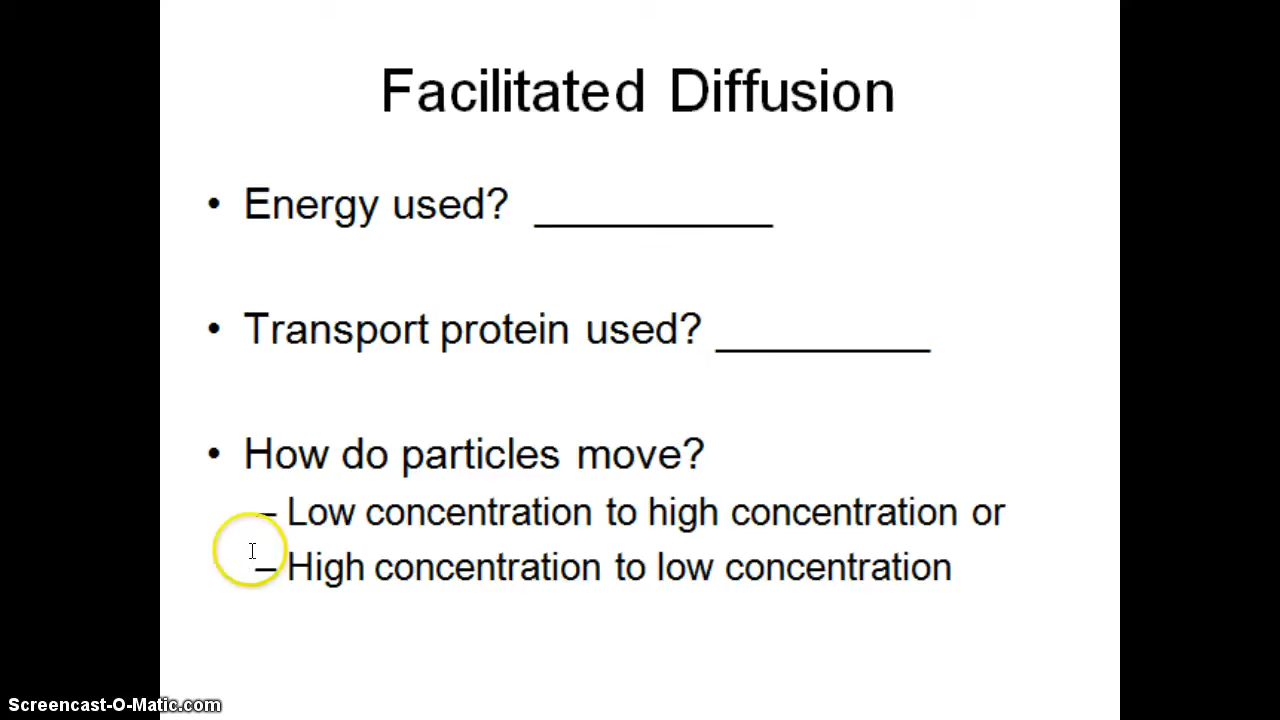 Facilitated Diffusion
• Energy used? __________
• Transport protein used? _________
• How do particles move?
– Low concentration to high concentration or
– High concentration to low concentration
Screencast-O-Matic.com